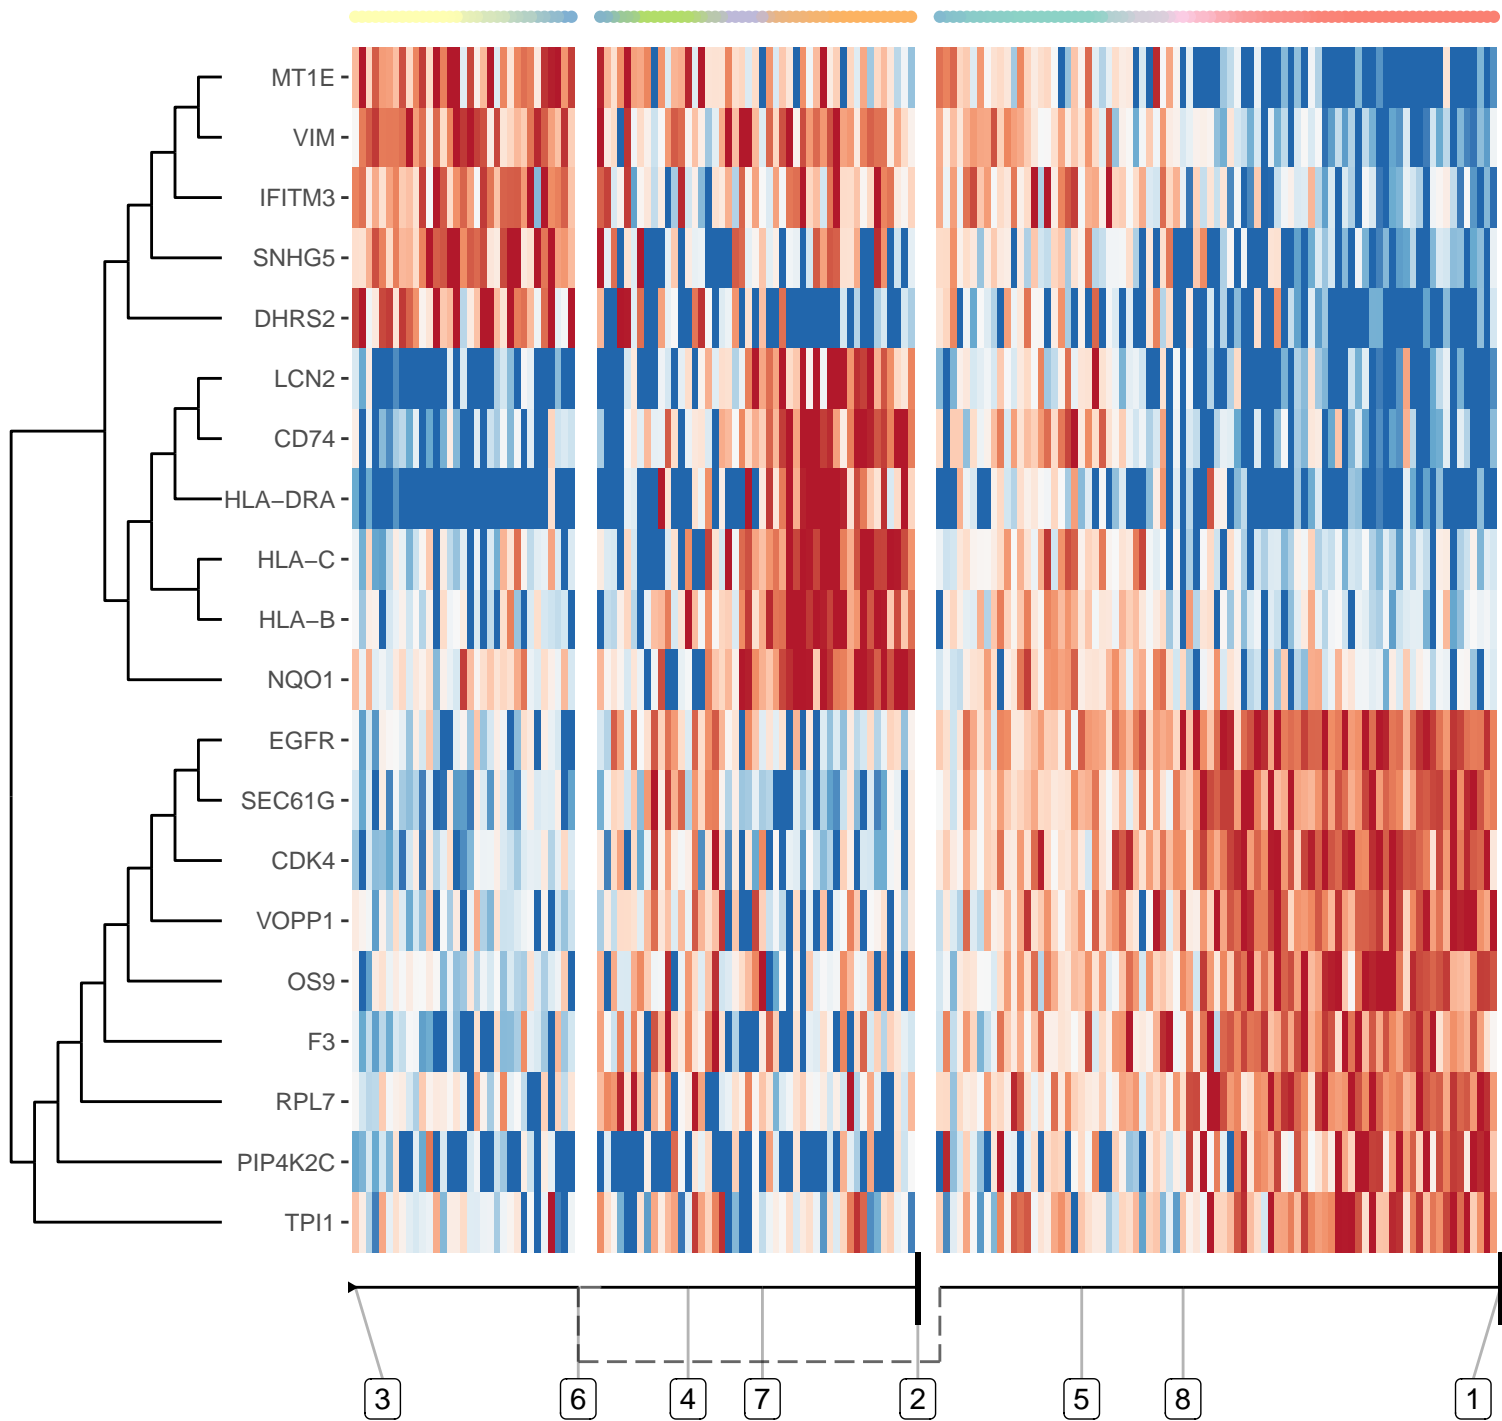 MT1E
VIM
IFITM3
SNHG5
DHRS2
LCN2
CD74
HLA−DRA
HLA−C
HLA−B
NQO1
EGFR
SEC61G
CDK4
VOPP1
OS9
F3
RPL7
PIP4K2C
TPI1
3 6 4 7 2 5 8 1